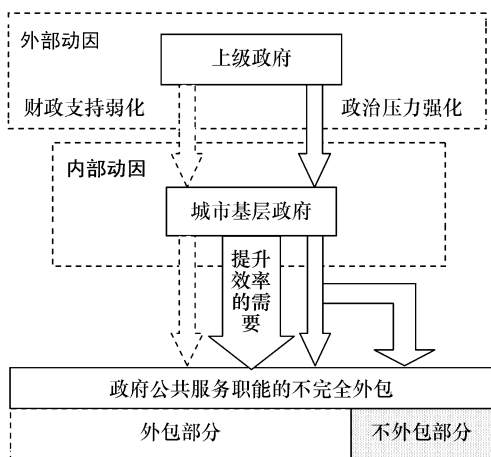 外部动因
上级政府
财政支持弱化
政治压力强化
内部动因
城市基层政府
提升
效率
的需
要
政府公共服务职能的不完全外包
外包部分
不外包部分